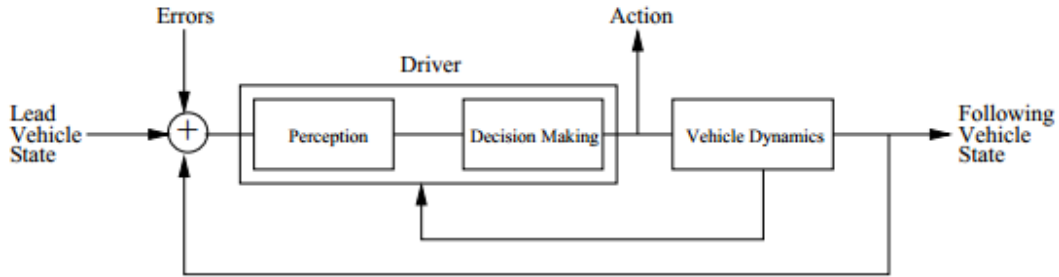 Errors
Action
Driver
Lead
Vehicle
State
+
Perception
Decision Making
Vehicle Dynamics
Following
Vehicle
State